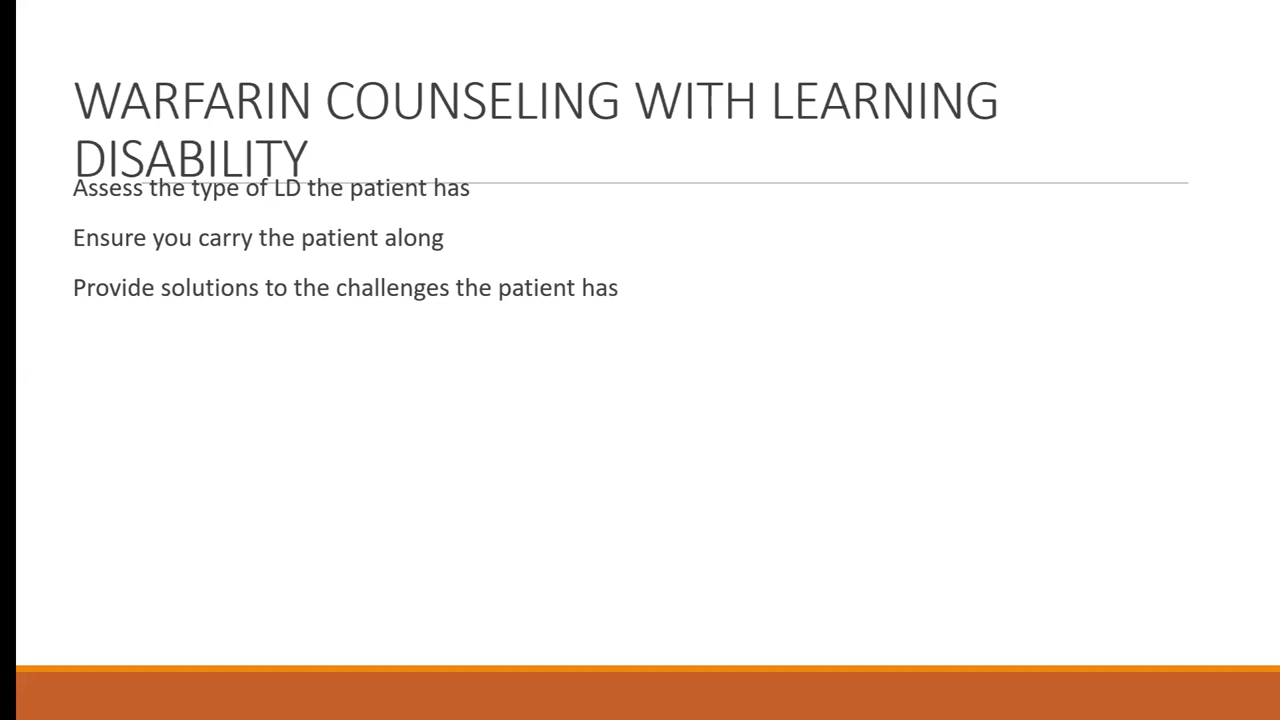 WARFARIN COUNSELING WITH LEARNING
DISABILITY
Assess the type of LD the patient has
Ensure you carry the patient along
Provide solutions to the challenges the patient has